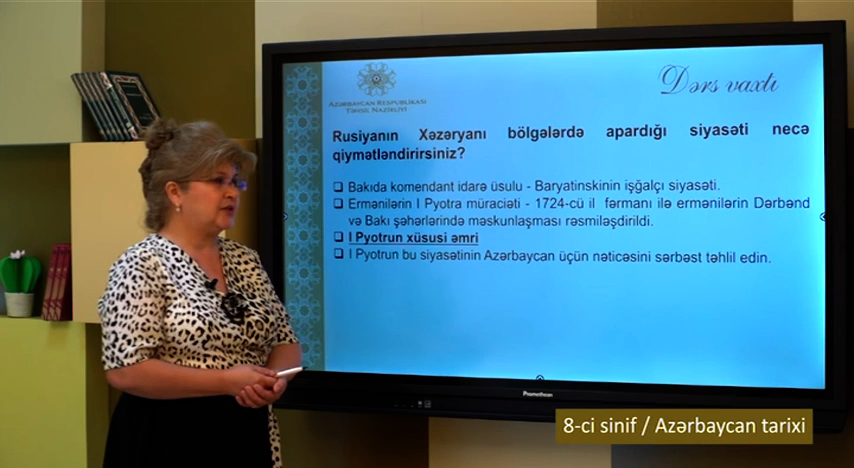 AZƏRBAYCAN RESPUBLİKASI
TƏHSİL NAZİRLİYİ
Dərs vaxtı
Rusiyanın Xəzəryanı bölgələrdə apardığı siyasəti necə
qiymətləndirirsiniz?
Bakıda komendant idarə üsulu - Baryatinskinin işğalçı siyasəti.
Ermənilərin I Pyotra müraciəti - 1724-cü il fərmanı ilə ermənilərin Dərbənd
və Bakı şəhərlərində məskunlaşması rəsmiləşdirildi.
I Pyotrun xüsusi əmri
I Pyotrun bu siyasətinin Azərbaycan üçün nəticəsini sərbəst təhlil edin.
Promethean
8-ci sinif / Azərbaycan tarixi